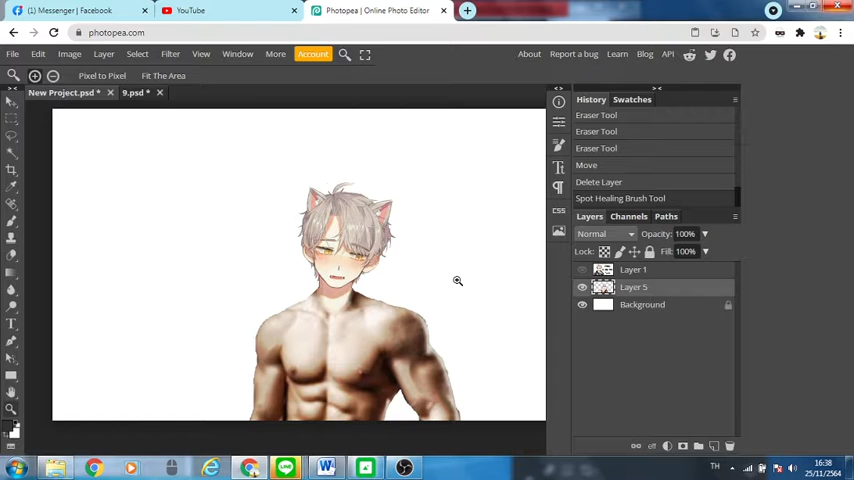 (1) Messenger | Facebook
YouTube
Photopea | Online Photo Editor
photopea.com
File Edit Image Layer Select Filter View Window More Account
About Report a bug Learn Blog API
Pixel to Pixel Fit The Area
New Project.psd * 9.psd *
History Swatches
Eraser Tool
Eraser Tool
Eraser Tool
Move
Delete Layer
Spot Healing Brush Tool
Layers Channels Paths
Normal Opacity: 100%
Lock: Fill: 100%
Layer 1
Layer 5
Background
CSS
eff
TH
16:38
25/11/2564